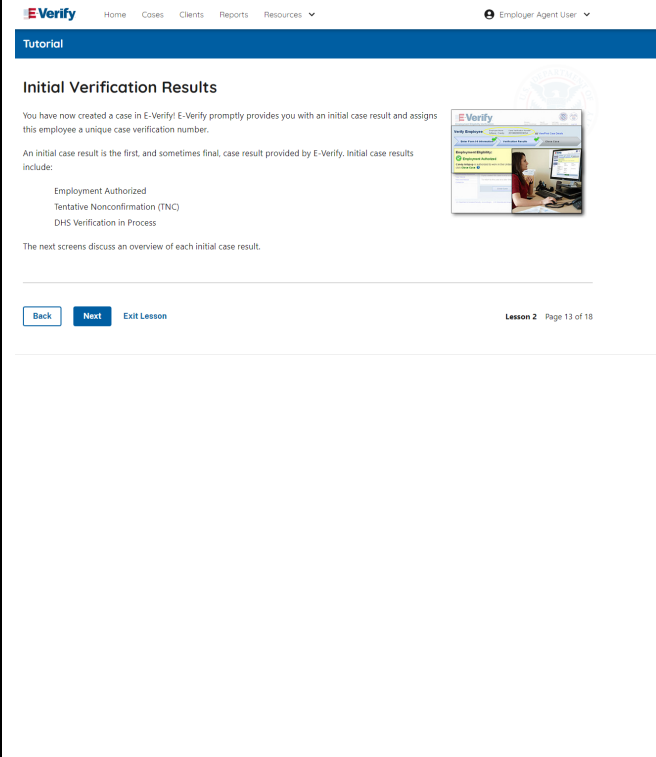 E-Verify
Home Cases Clients Reports Resources Employer Agent User
Tutorial
Initial Verification Results
You have now created a case in E-Verify! E-Verify promptly provides you with an initial case result and assigns
this employee a unique case verification number.
An initial case result is the first, and sometimes final, case result provided by E-Verify. Initial case results
include:
Employment Authorized
Tentative Nonconfirmation (TNC)
DHS Verification in Process
The next screens discuss an overview of each initial case result.
E-Verify
Verify Employee
Verification Results
Employment Eligibility:
Employment Authorized
Back Next Exit Lesson Lesson 2 Page 13 of 18